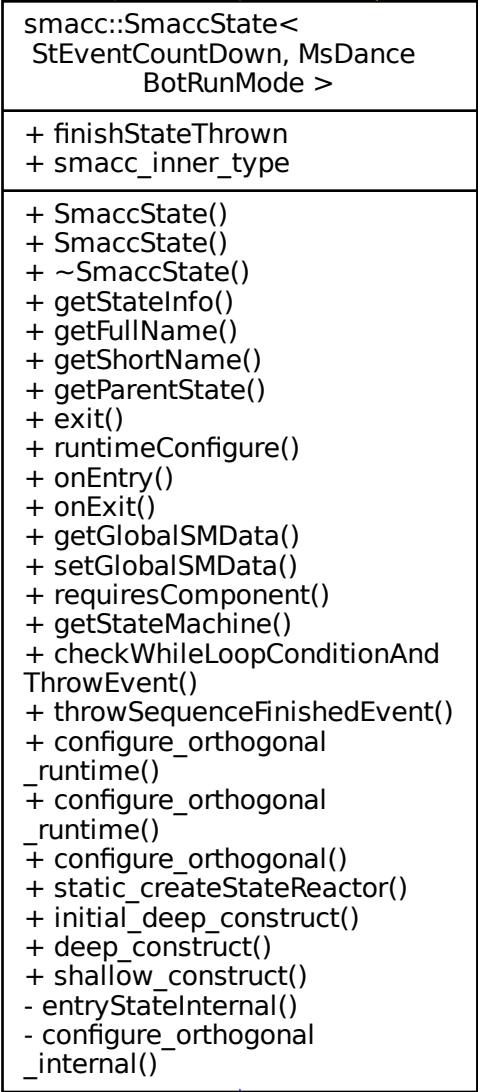 smacc::SmaccState<
StEventCountDown, MsDance
BotRunMode >
+ finishStateThrown
+ smacc_inner_type
+ SmaccState()
+ SmaccState()
+ ~SmaccState()
+ getStateInfo()
+ getFullName()
+ getShortName()
+ getParentState()
+ exit()
+ runtimeConfigure()
+ onEntry()
+ onExit()
+ getGlobalSMData()
+ setGlobalSMData()
+ requiresComponent()
+ getStateMachine()
+ checkWhileLoopConditionAnd
ThrowEvent()
+ throwSequenceFinishedEvent()
+ configure_orthogonal
_runtime()
+ configure_orthogonal
_runtime()
+ configure_orthogonal()
+ static_createStateReactor()
+ initial_deep_construct()
+ deep_construct()
+ shallow_construct()
- entryStateInternal()
- configure_orthogonal
_internal()